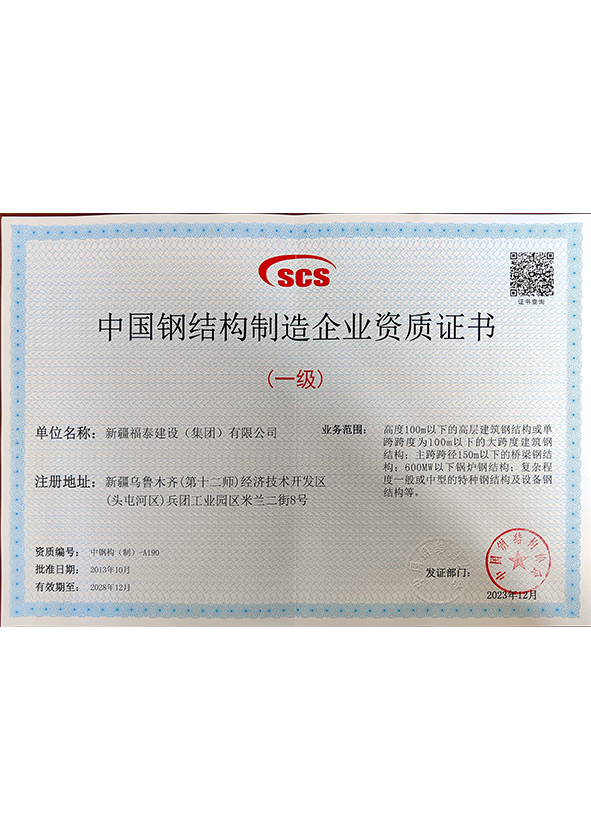 SCS
证书查询
中国钢结构制造企业资质证书
(一级)
单位名称：新疆福泰建设（集团）有限公司
注册地址：新疆乌鲁木齐(第十二师)经济技术开发区
(头屯河区)兵团工业园区米兰二街8号
业务范围：高度100m以下的高层建筑钢结构或单
跨跨度为100m以下的大跨度建筑钢
结构；主跨跨径150m以下的桥梁钢结
构；600MW以下锅炉钢结构；复杂程
度一般或中型的特种钢结构及设备钢
结构等。
资质编号：中钢构（制）-A190
批准日期：2013年10月
有效期至：2028年12月
发证部门：
中国钢结构协会
2023年12月